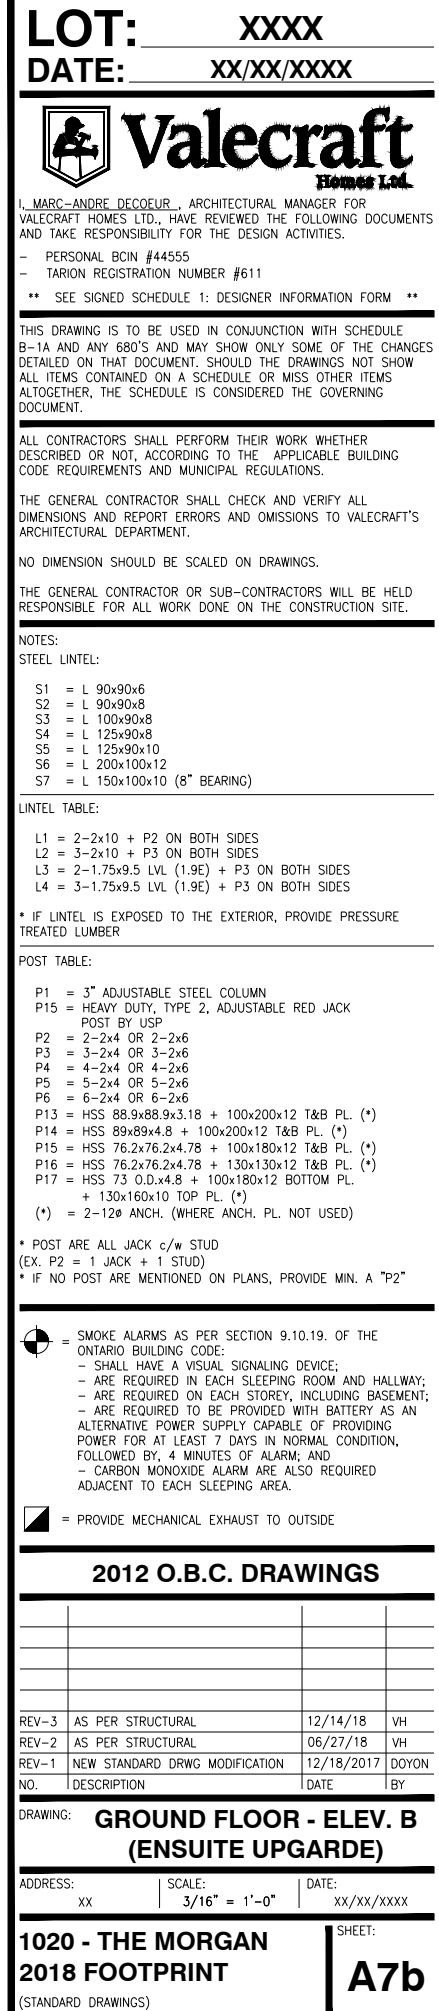 LOT: XXXX
DATE: XX/XX/XXXX
Valecraft
Homes Ltd.
I, MARC-ANDRE DECOEUR , ARCHITECTURAL MANAGER FOR
VALECRAFT HOMES LTD., HAVE REVIEWED THE FOLLOWING DOCUMENTS
AND TAKE RESPONSIBILITY FOR THE DESIGN ACTIVITIES.
- PERSONAL BCIN #44555
- TARION REGISTRATION NUMBER #611
** SEE SIGNED SCHEDULE 1: DESIGNER INFORMATION FORM **
THIS DRAWING IS TO BE USED IN CONJUNCTION WITH SCHEDULE
B-1A AND ANY 680'S AND MAY SHOW ONLY SOME OF THE CHANGES
DETAILED ON THAT DOCUMENT. SHOULD THE DRAWINGS NOT SHOW
ALL ITEMS CONTAINED ON A SCHEDULE OR MISS OTHER ITEMS
ALTOGETHER, THE SCHEDULE IS CONSIDERED THE GOVERNING
DOCUMENT.
ALL CONTRACTORS SHALL PERFORM THEIR WORK WHETHER
DESCRIBED OR NOT, ACCORDING TO THE APPLICABLE BUILDING
CODE REQUIREMENTS AND MUNICIPAL REGULATIONS.
THE GENERAL CONTRACTOR SHALL CHECK AND VERIFY ALL
DIMENSIONS AND REPORT ERRORS AND OMISSIONS TO VALECRAFT'S
ARCHITECTURAL DEPARTMENT.
NO DIMENSION SHOULD BE SCALED ON DRAWINGS.
THE GENERAL CONTRACTOR OR SUB-CONTRACTORS WILL BE HELD
RESPONSIBLE FOR ALL WORK DONE ON THE CONSTRUCTION SITE.
NOTES:
STEEL LINTEL:
S1 = L 90x90x6
S2 = L 90x90x8
S3 = L 100x90x8
S4 = L 125x90x8
S5 = L 125x90x10
S6 = L 200x100x12
S7 = L 150x100x10 (8" BEARING)
LINTEL TABLE:
L1 = 2-2x10 + P2 ON BOTH SIDES
L2 = 3-2x10 + P3 ON BOTH SIDES
L3 = 2-1.75x9.5 LVL (1.9E) + P3 ON BOTH SIDES
L4 = 3-1.75x9.5 LVL (1.9E) + P3 ON BOTH SIDES
* IF LINTEL IS EXPOSED TO THE EXTERIOR, PROVIDE PRESSURE
TREATED LUMBER
POST TABLE:
P1 = 3" ADJUSTABLE STEEL COLUMN
P15 = HEAVY DUTY, TYPE 2, ADJUSTABLE RED JACK
POST BY USP
P2 = 2-2x4 OR 2-2x6
P3 = 3-2x4 OR 3-2x6
P4 = 4-2x4 OR 4-2x6
P5 = 5-2x4 OR 5-2x6
P6 = 6-2x4 OR 6-2x6
P13 = HSS 88.9x88.9x3.18 + 100x200x12 T&B PL. (*)
P14 = HSS 89x89x4.8 + 100x200x12 T&B PL. (*)
P15 = HSS 76.2x76.2x4.78 + 100x180x12 T&B PL. (*)
P16 = HSS 76.2x76.2x4.78 + 130x130x12 T&B PL. (*)
P17 = HSS 73 O.D.x4.8 + 100x180x12 BOTTOM PL.
+ 130x160x10 TOP PL. (*)
(*) = 2-12ø ANCH. (WHERE ANCH. PL. NOT USED)
* POST ARE ALL JACK c/w STUD
(EX. P2 = 1 JACK + 1 STUD)
* IF NO POST ARE MENTIONED ON PLANS, PROVIDE MIN. A "P2"
= SMOKE ALARMS AS PER SECTION 9.10.19. OF THE
ONTARIO BUILDING CODE:
- SHALL HAVE A VISUAL SIGNALING DEVICE;
- ARE REQUIRED IN EACH SLEEPING ROOM AND HALLWAY;
- ARE REQUIRED ON EACH STOREY, INCLUDING BASEMENT;
- ARE REQUIRED TO BE PROVIDED WITH BATTERY AS AN
ALTERNATIVE POWER SUPPLY CAPABLE OF PROVIDING
POWER FOR AT LEAST 7 DAYS IN NORMAL CONDITION,
FOLLOWED BY, 4 MINUTES OF ALARM; AND
- CARBON MONOXIDE ALARM ARE ALSO REQUIRED
ADJACENT TO EACH SLEEPING AREA.
= PROVIDE MECHANICAL EXHAUST TO OUTSIDE
2012 O.B.C. DRAWINGS
REV-3 AS PER STRUCTURAL 12/14/18 VH
REV-2 AS PER STRUCTURAL 06/27/18 VH
REV-1 NEW STANDARD DRWG MODIFICATION 12/18/2017 DOYON
NO. DESCRIPTION DATE BY
DRAWING: GROUND FLOOR - ELEV. B
(ENSUITE UPGARDE)
ADDRESS: SCALE: DATE:
XX 3/16" = 1'-0" XX/XX/XXXX
1020 - THE MORGAN
2018 FOOTPRINT
(STANDARD DRAWINGS)
SHEET:
A7b